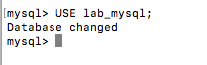 [mysql> USE lab_mysql;
Database changed
mysql>